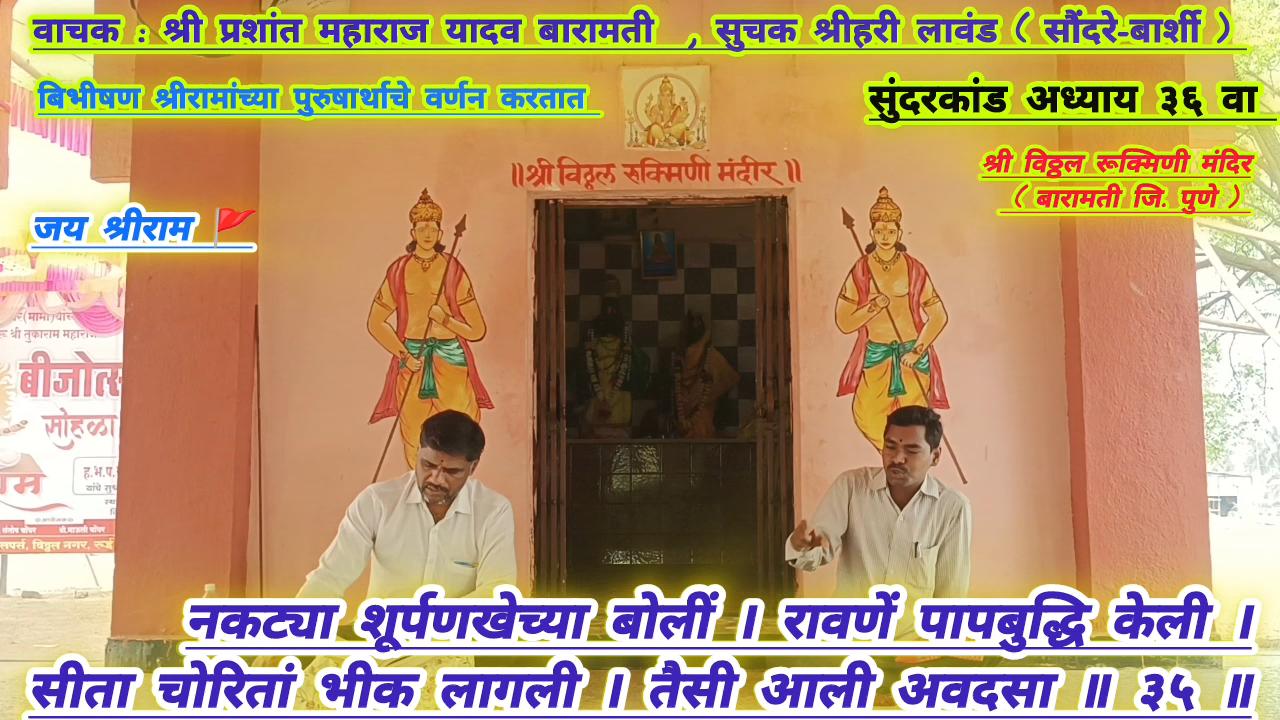 वाचक : श्री प्रशांत महाराज यादव बारामती , सुचक श्रीहरी लावंड ( सौंदरे-बार्शी )
बिभीषण श्रीरामांच्या पुरुषार्थाचे वर्णन करतात
सुंदरकांड अध्याय ३६ वा
श्री विठ्ठल रूक्मिणी मंदिर
( बारामती जि. पुणे )
॥श्री विठ्ठल रुक्मिणी मंदीर॥
जय श्रीराम
श्री तुकाराम महाराज
बीजोत्स
सोहळा
ह.भ.प.
नकट्या शूर्पणखेच्या बोलीं । रावणें पापबुद्धि केली ।
सीता चोरितां भीक लागली । तैसी आली अवदसा ॥ ३५ ॥